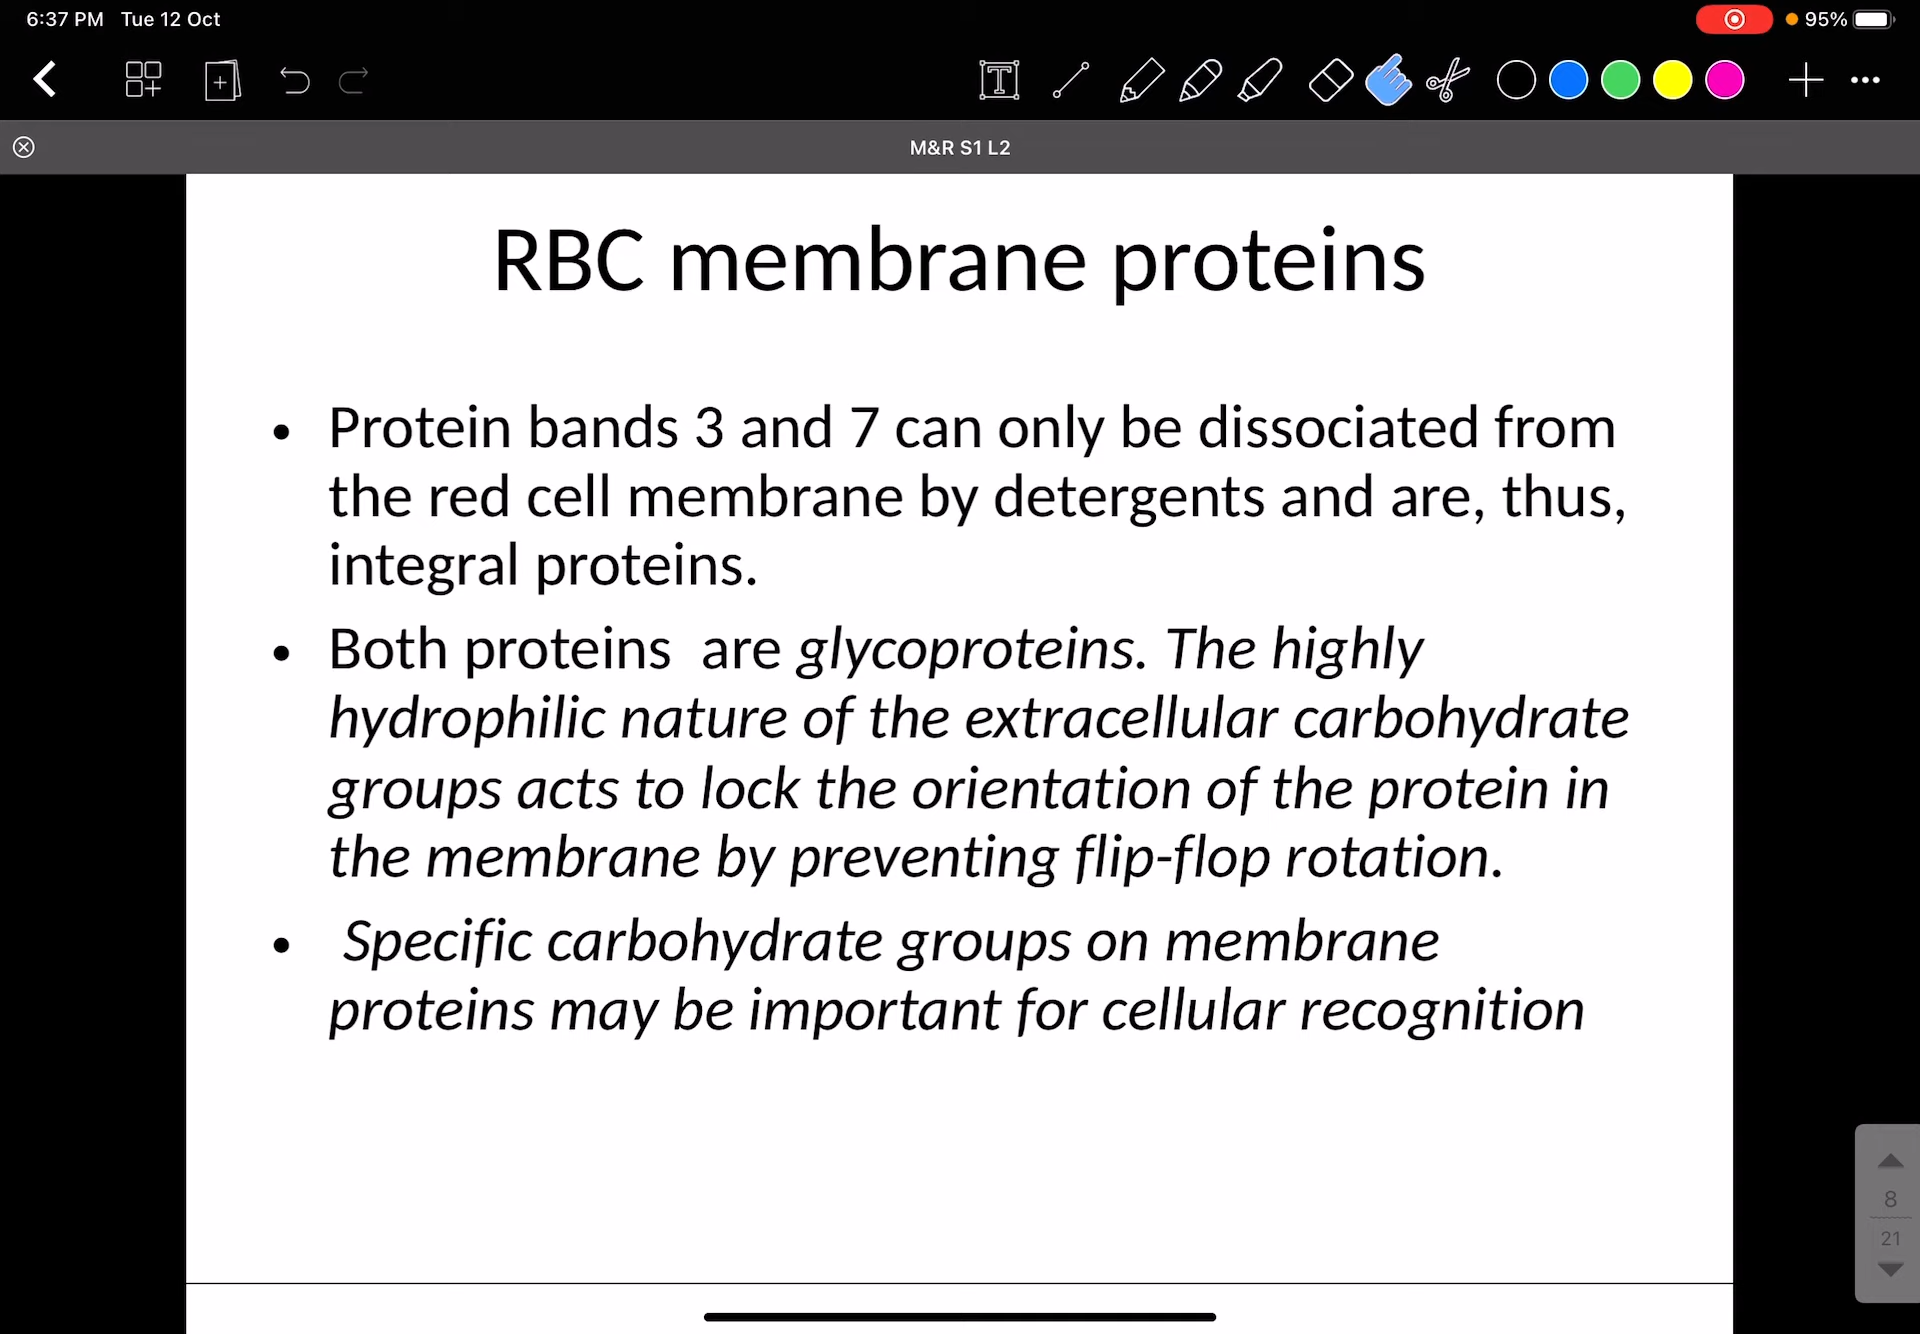 6:37 PM Tue 12 Oct
95%
T
M&R S1 L2
RBC membrane proteins
• Protein bands 3 and 7 can only be dissociated from
the red cell membrane by detergents and are, thus,
integral proteins.
• Both proteins  are glycoproteins. The highly
hydrophilic nature of the extracellular carbohydrate
groups acts to lock the orientation of the protein in
the membrane by preventing flip-flop rotation.
• Specific carbohydrate groups on membrane
proteins may be important for cellular recognition
8
21